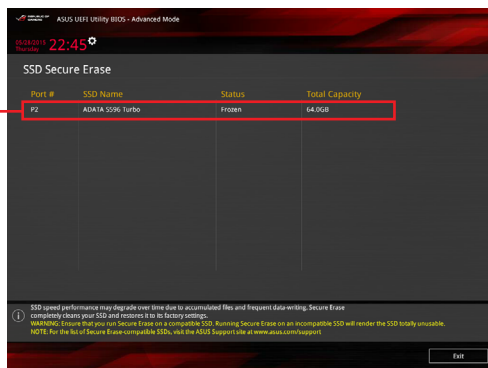 REPUBLIC OF
GAMERS
ASUS UEFI Utility BIOS - Advanced Mode
Thursday
22:45
SSD Secure Erase
Port # SSD Name Status Total Capacity
P2 ADATA S596 Turbo Frozen 64.0GB
SSD speed performance may degrade over time due to accumulated files and frequent data-writing. Secure Erase
completely cleans your SSD and restores it to its factory settings.
WARNING: Ensure that you run Secure Erase on a compatible SSD. Running Secure Erase on an incompatible SSD will render the SSD totally unusable.
NOTE: For the list of Secure Erase-compatible SSDs, visit the ASUS Support site at www.asus.com/support
Exit